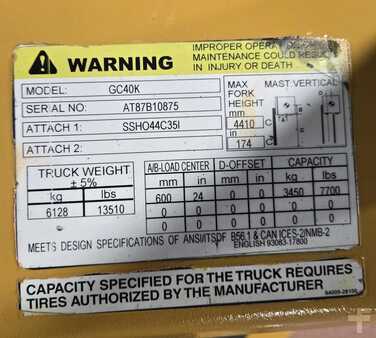 WARNING
IMPROPER OPERA
MAINTENANCE COULD RES
IN INJURY OR DEATH
MODEL: GC40K
SERIAL NO: AT87B10875
ATTACH 1: SSHO44C35I
ATTACH 2:
MAX FORK HEIGHT
mm
4410
in
174
MAST: VERTICAL
C
C
TRUCK WEIGHT
± 5%
kg lbs
6128 13510
A/B-LOAD CENTER D-OFFSET CAPACITY
mm in mm in kg lbs
600 24 0 0 3450 7700
0 0 0 0 0 0
0 0 0 0 0 0
MEETS DESIGN SPECIFICATIONS OF ANSI/ITSDF B56.1 & CAN ICES-2/NMB-2
ENGLISH 93083-17800
CAPACITY SPECIFIED FOR THE TRUCK REQUIRES
TIRES AUTHORIZED BY THE MANUFACTURER